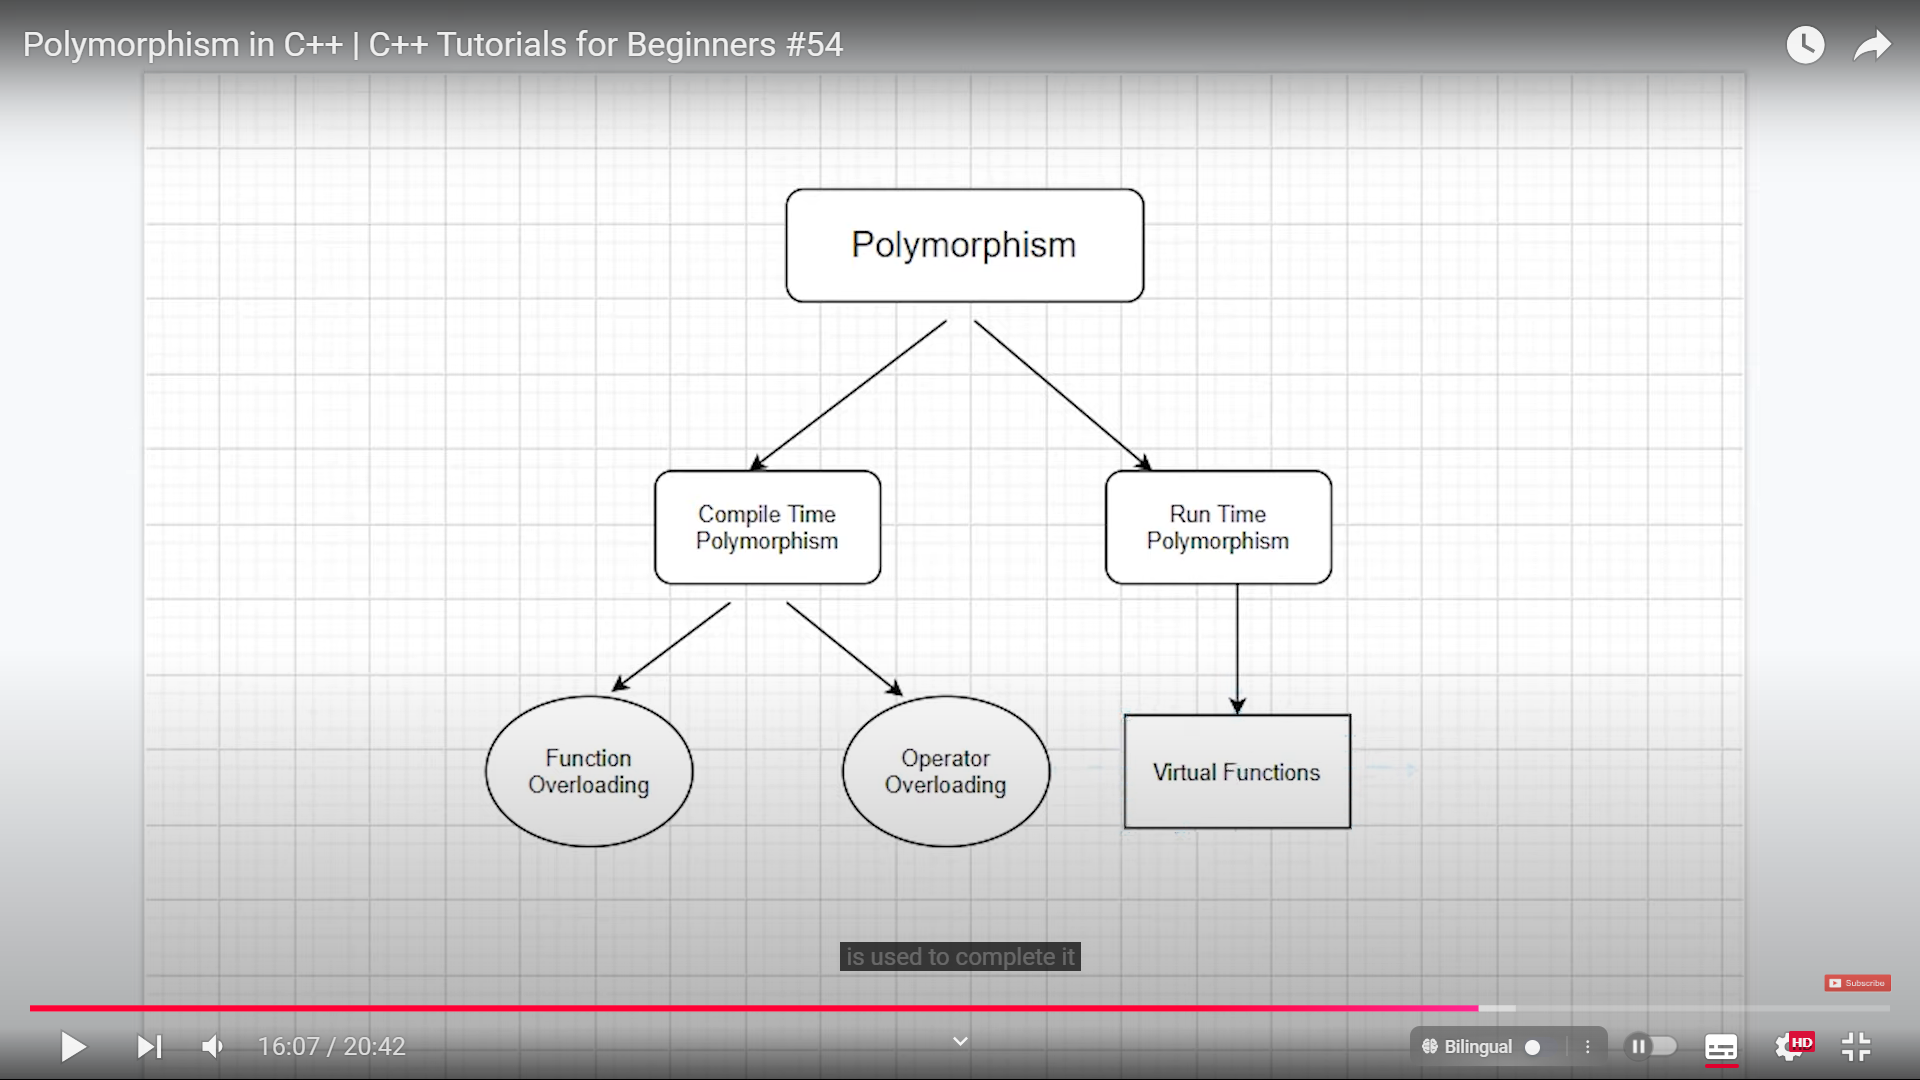 Polymorphism in C++ | C++ Tutorials for Beginners #54
Polymorphism
Compile Time
Polymorphism
Run Time
Polymorphism
Function
Overloading
Operator
Overloading
Virtual Functions
is used to complete it
Subscribe
16:07 / 20:42
Bilingual
HD